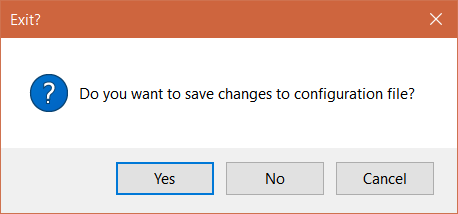 Exit?
Do you want to save changes to configuration file?
Yes
No
Cancel